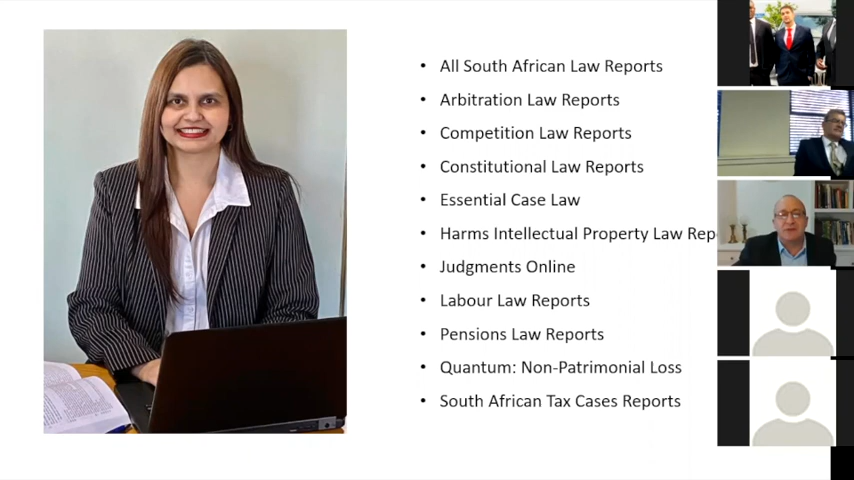 All South African Law Reports
Arbitration Law Reports
Competition Law Reports
Constitutional Law Reports
Essential Case Law
Harms Intellectual Property Law Rep
Judgments Online
Labour Law Reports
Pensions Law Reports
Quantum: Non-Patrimonial Loss
South African Tax Cases Reports